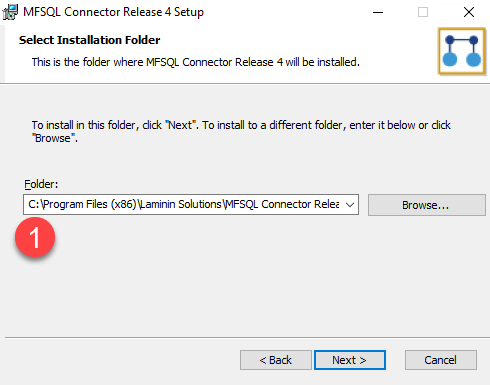 MFSQL Connector Release 4 Setup
Select Installation Folder
This is the folder where MFSQL Connector Release 4 will be installed.
To install in this folder, click "Next". To install to a different folder, enter it below or click
"Browse".
Folder:
C:\Program Files (x86)\Laminin Solutions\MFSQL Connector Relea
Browse...
1
< Back
Next >
Cancel